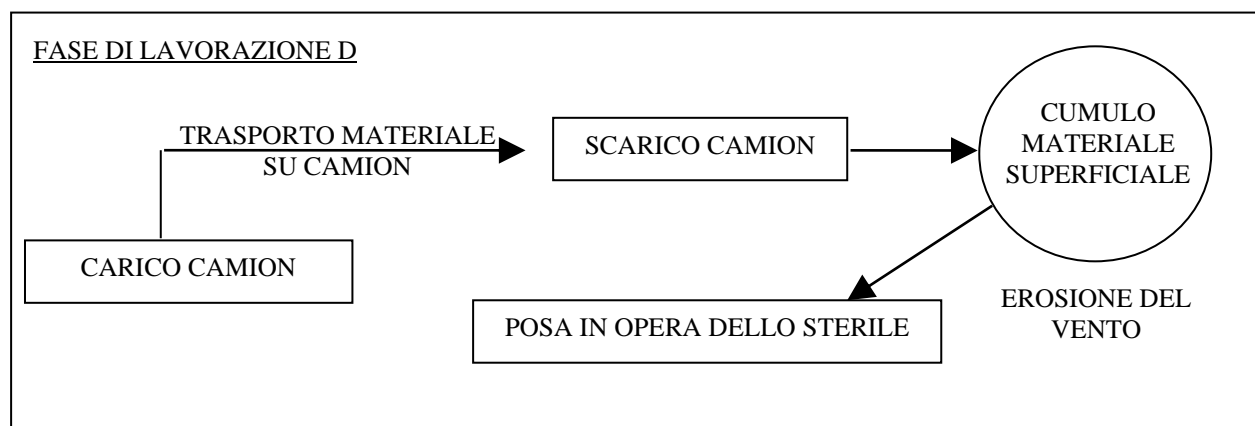 FASE DI LAVORAZIONE D
TRASPORTO MATERIALE
SU CAMION
CARICO CAMION
SCARICO CAMION
CUMULO
MATERIALE
SUPERFICIALE
EROSIONE DEL
VENTO
POSA IN OPERA DELLO STERILE